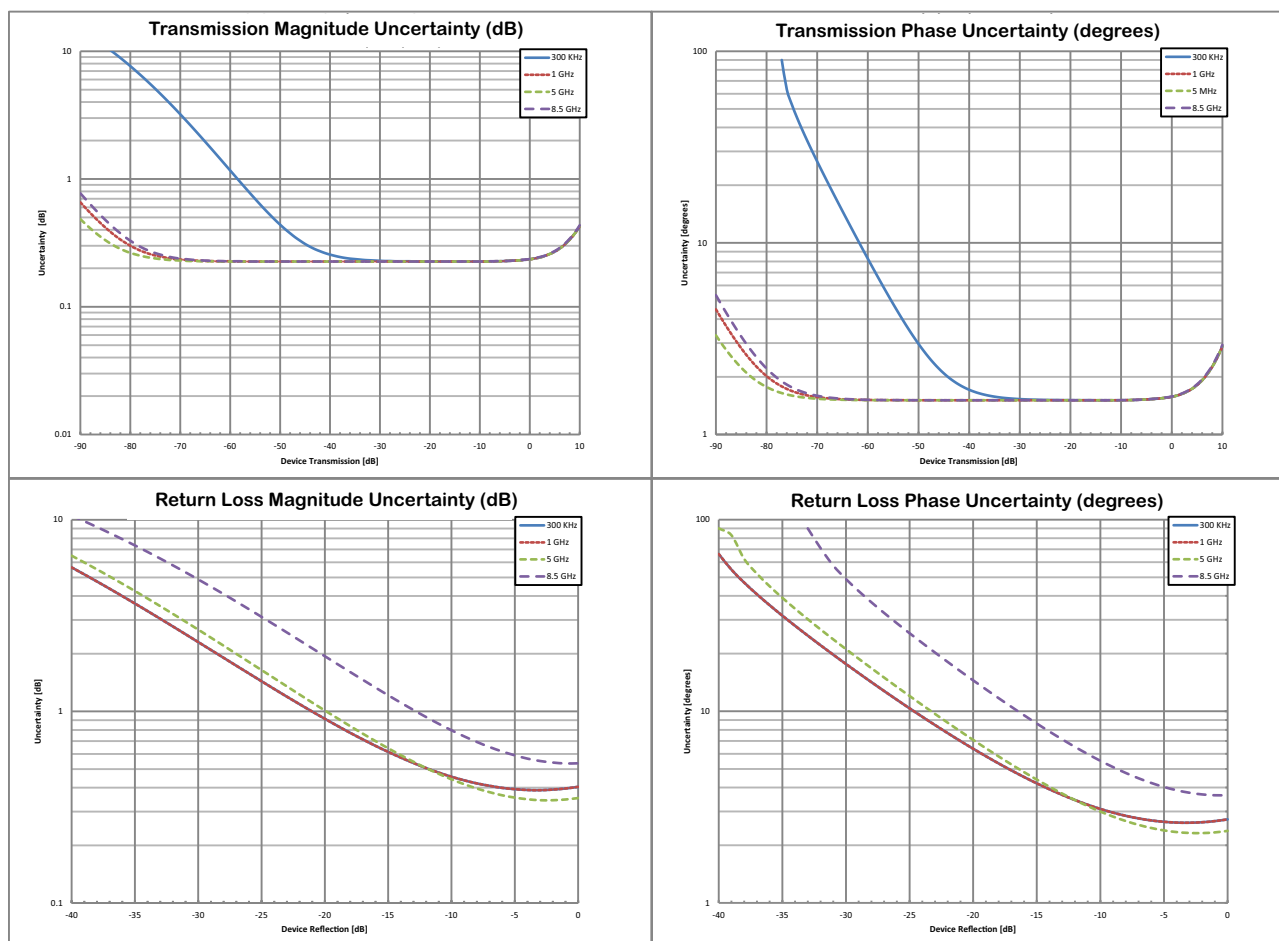 Transmission Magnitude Uncertainty (dB)
10
1
0.1
0.01
Uncertainty [dB]
-90 -80 -70 -60 -50 -40 -30 -20 -10 0 10
Device Transmission [dB]
300 KHz
1 GHz
5 GHz
8.5 GHz
Transmission Phase Uncertainty (degrees)
100
10
1
Uncertainty [degrees]
-90 -80 -70 -60 -50 -40 -30 -20 -10 0 10
Device Transmission [dB]
300 KHz
1 GHz
5 MHz
8.5 GHz
Return Loss Magnitude Uncertainty (dB)
10
1
0.1
Uncertainty [dB]
-40 -35 -30 -25 -20 -15 -10 -5 0
Device Reflection [dB]
300 KHz
1 GHz
5 GHz
8.5 GHz
Return Loss Phase Uncertainty (degrees)
100
10
1
Uncertainty [degrees]
-40 -35 -30 -25 -20 -15 -10 -5 0
Device Reflection [dB]
300 KHz
1 GHz
5 GHz
8.5 GHz